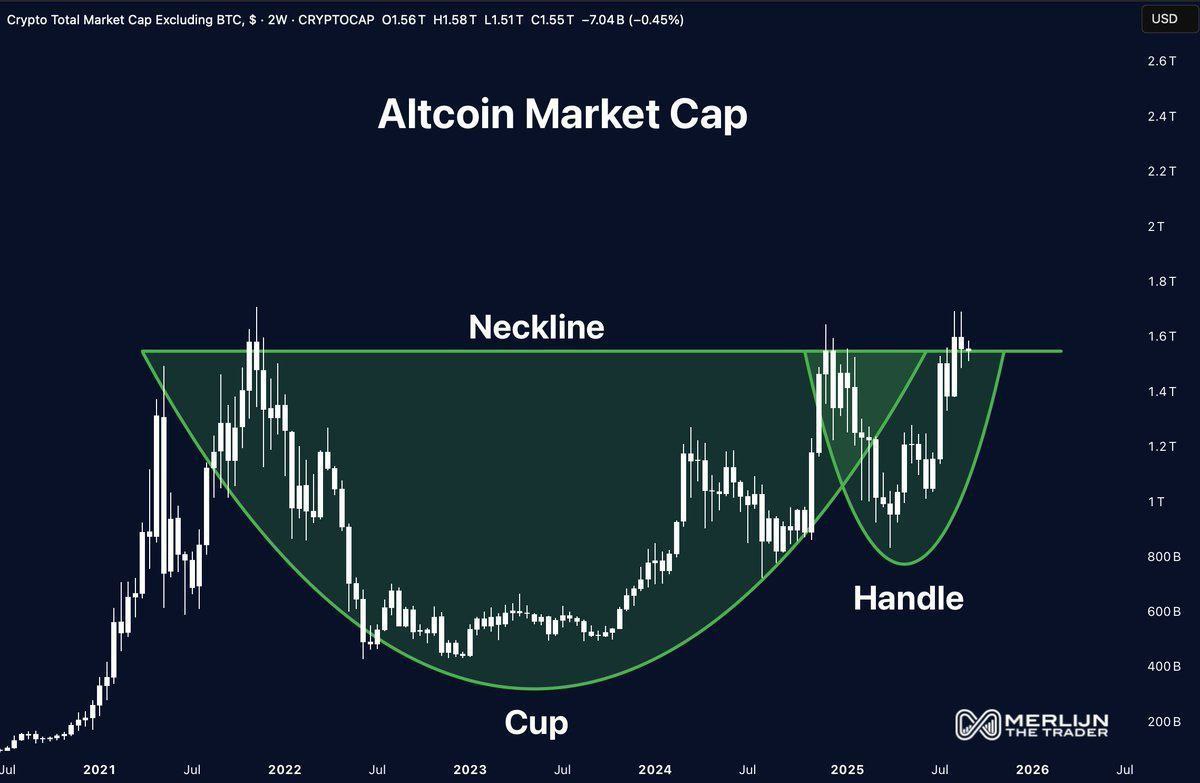 Crypto Total Market Cap Excluding BTC, $ · 2W · CRYPTOCAP O1.56T H1.58T L1.51T C1.55T −7.04B (−0.45%)
USD
2.6T
Altcoin Market Cap
2.4T
2.2T
2T
1.8T
Neckline
1.6T
1.4T
1.2T
1T
800B
Handle
600B
400B
Cup
MERLIJN
THE TRADER
200B
Jul 2021 Jul 2022 Jul 2023 Jul 2024 Jul 2025 Jul 2026 Jul